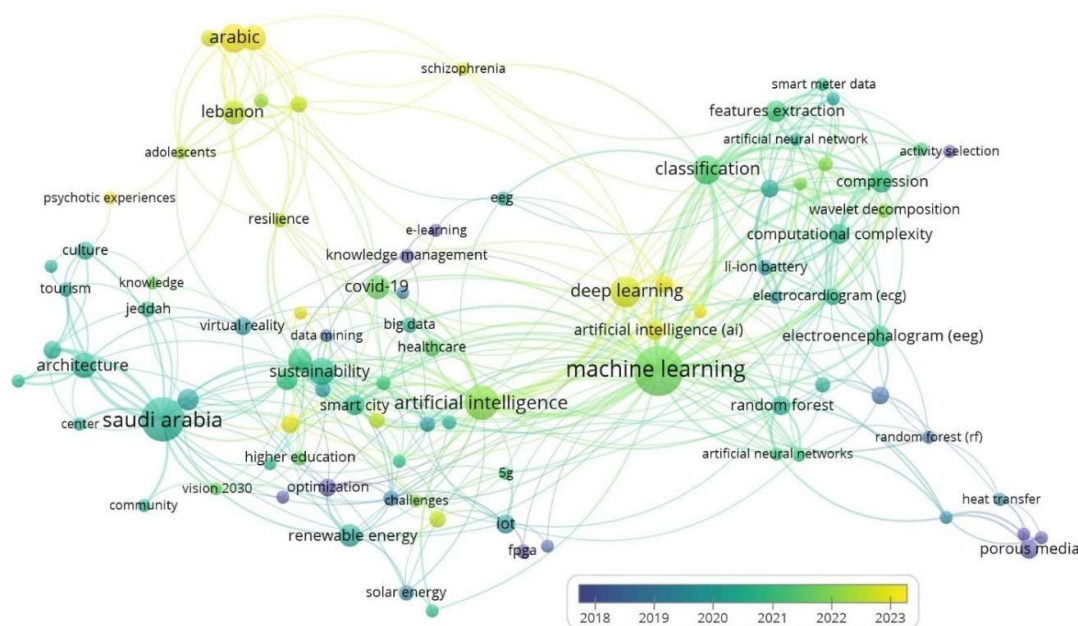 arabic
schizophrenia
smart meter data
lebanon
features extraction
adolescents
artificial neural network
activity selection
classification
compression
psychotic experiences
eeg
resilience
wavelet decomposition
e-learning
computational complexity
culture
knowledge management
li-ion battery
tourism
knowledge
covid-19
deep learning
electrocardiogram (ecg)
jeddah
virtual reality
big data
artificial intelligence (ai)
data mining
healthcare
electroencephalogram (eeg)
architecture
sustainability
machine learning
smart city
artificial intelligence
random forest
saudi arabia
center
random forest (rf)
higher education
artificial neural networks
vision 2030
optimization
5g
community
challenges
heat transfer
renewable energy
iot
fpga
porous media
solar energy
2018 2019 2020 2021 2022 2023